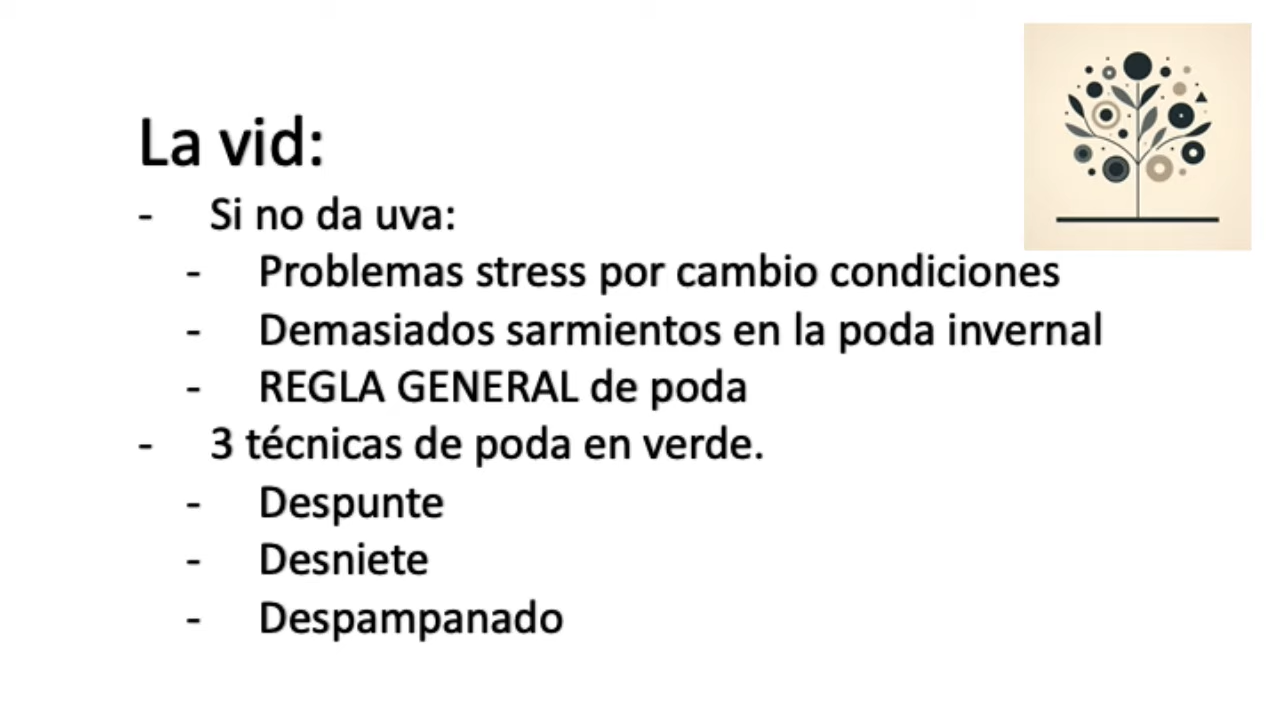 La vid:
- Si no da uva:
- Problemas stress por cambio condiciones
- Demasiados sarmientos en la poda invernal
- REGLA GENERAL de poda
- 3 técnicas de poda en verde.
- Despunte
- Desniete
- Despampanado